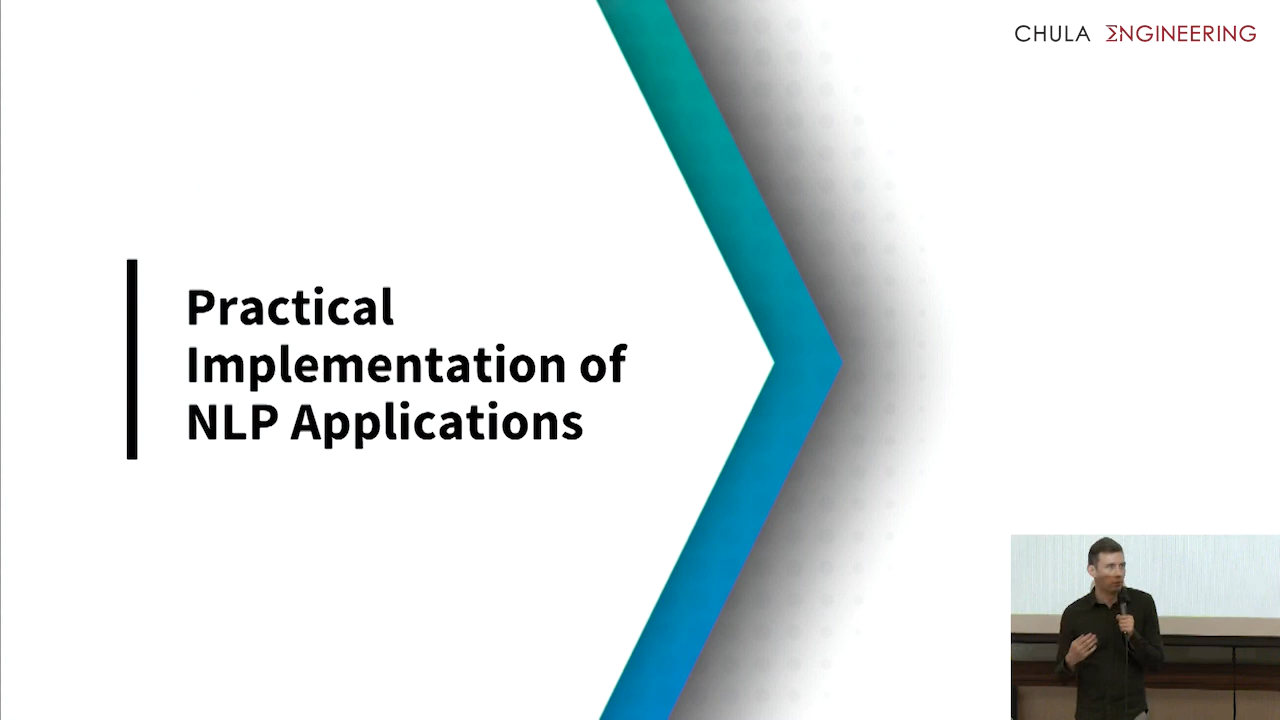 CHULA ΣNGINEERING
Practical
Implementation of
NLP Applications